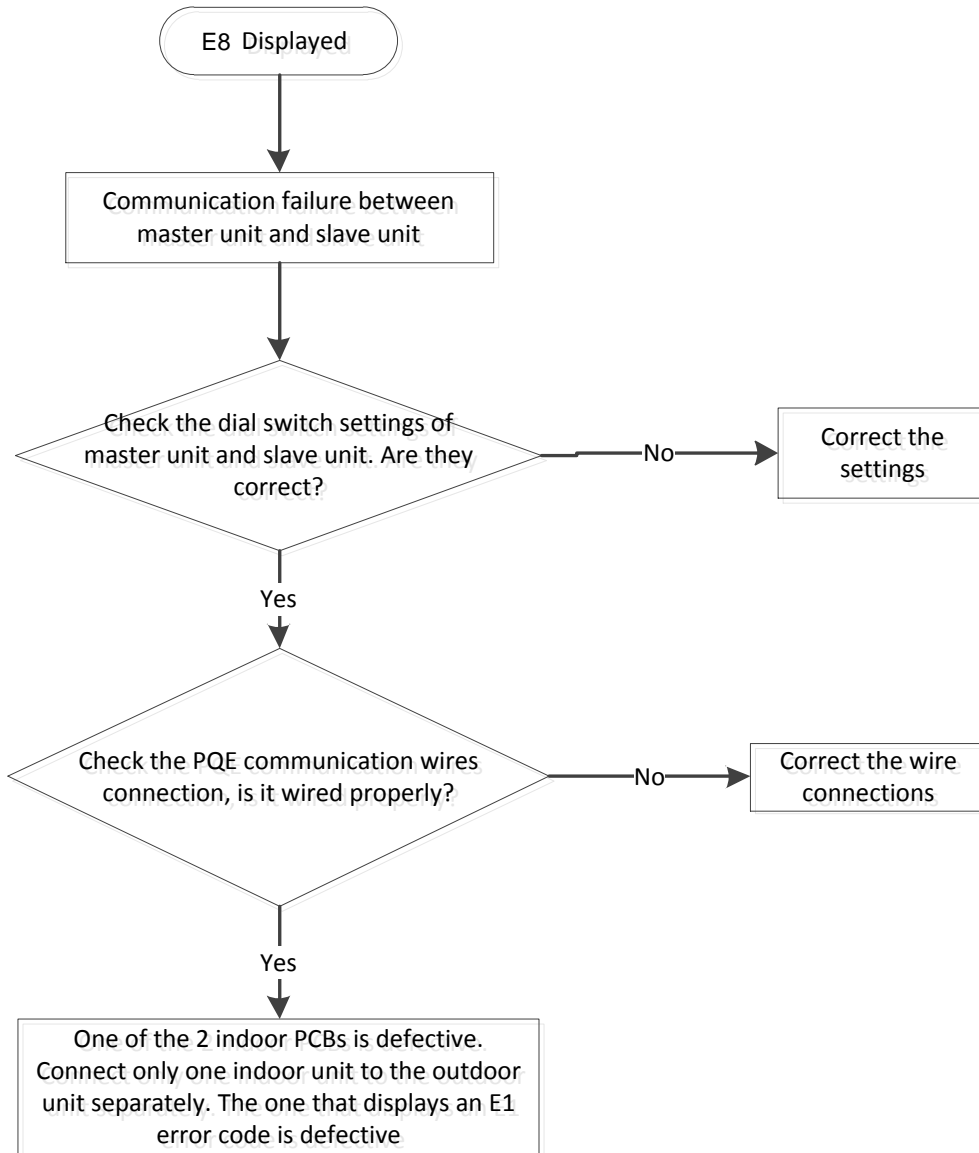 E8 Displayed
Communication failure between
master unit and slave unit
Check the dial switch settings of
master unit and slave unit. Are they
correct?
No
Correct the
settings
Yes
Check the PQE communication wires
connection, is it wired properly?
No
Correct the wire
connections
Yes
One of the 2 indoor PCBs is defective.
Connect only one indoor unit to the outdoor
unit separately. The one that displays an E1
error code is defective